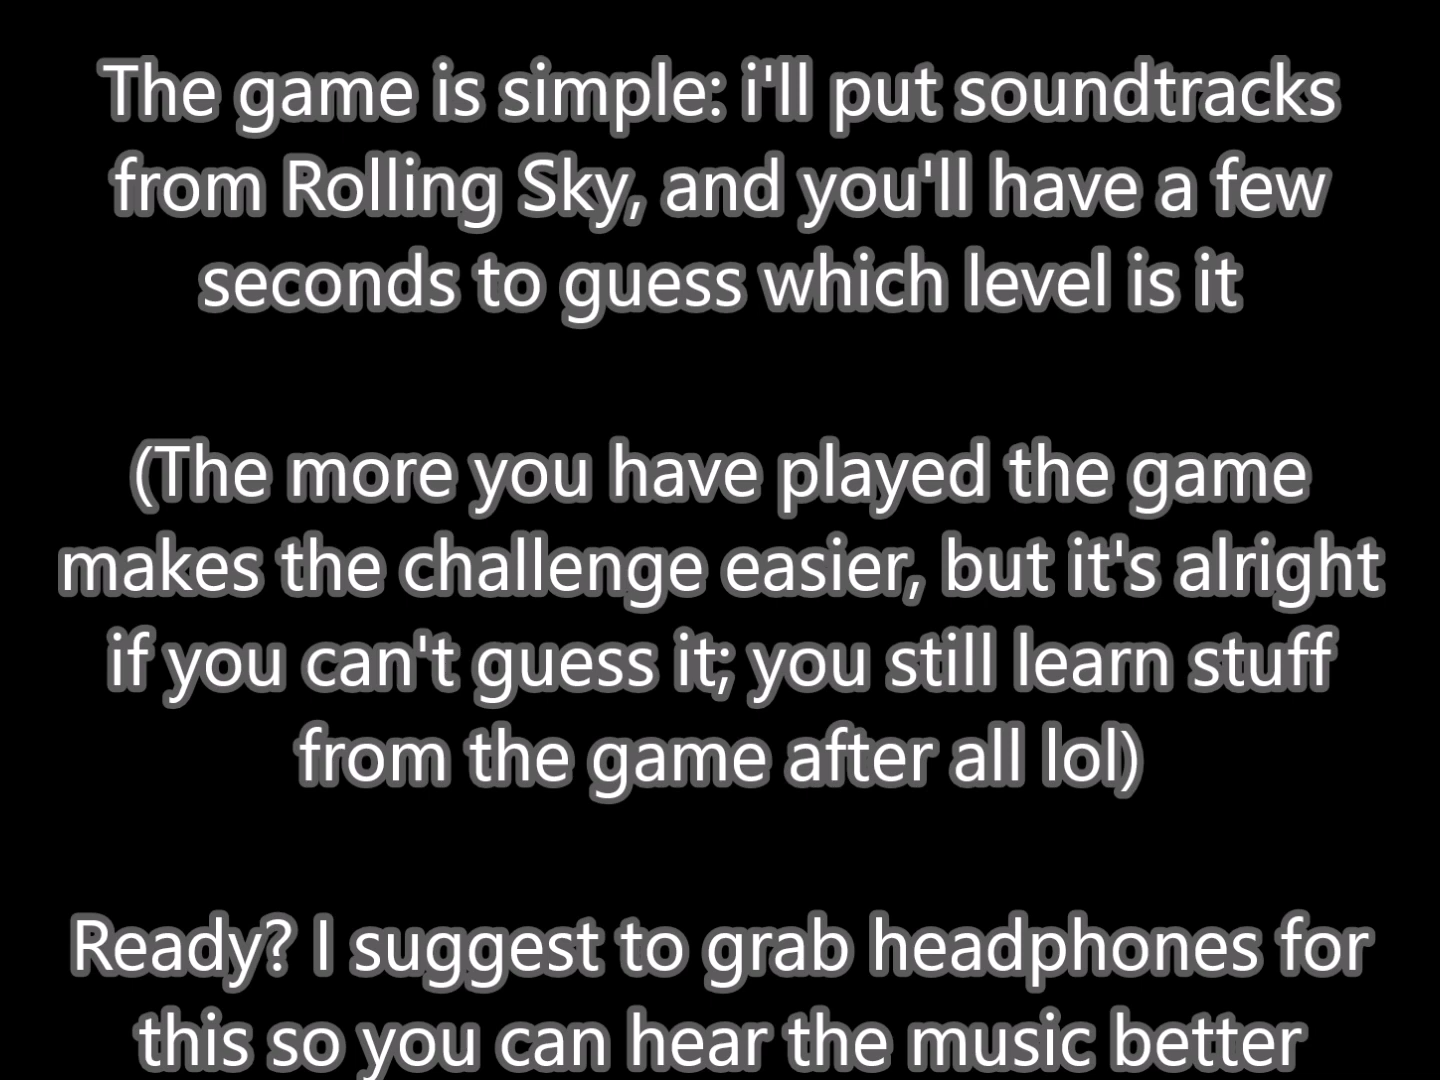 The game is simple: i'll put soundtracks
from Rolling Sky, and you'll have a few
seconds to guess which level is it
(The more you have played the game
makes the challenge easier, but it's alright
if you can't guess it; you still learn stuff
from the game after all lol)
Ready? I suggest to grab headphones for
this so you can hear the music better